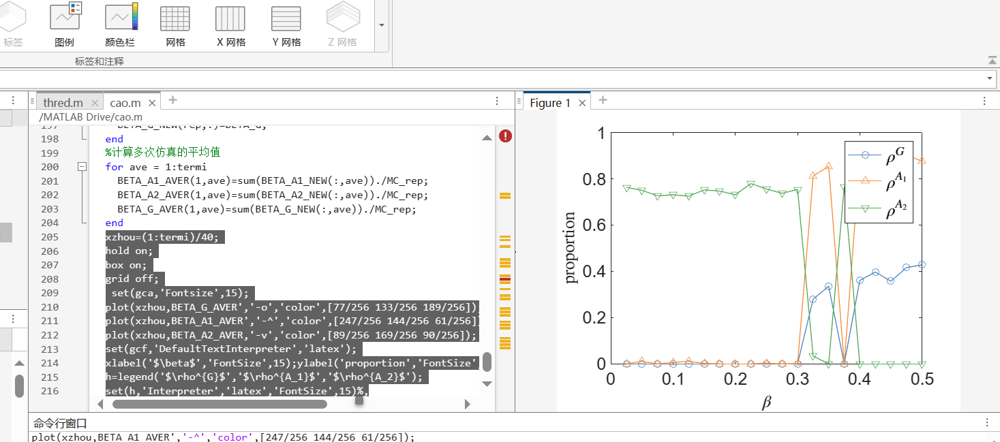 标签
图例
颜色栏
网格
X 网格
Y 网格
Z 网格
标签和注释
thred.m
cao.m
/MATLAB Drive/cao.m
197 BETA_G_NEW(rep,:)=BETA_G;
198 end
199 %计算多次仿真的平均值
200 for ave = 1:termi
201 BETA_A1_AVER(1,ave)=sum(BETA_A1_NEW(:,ave))./MC_rep;
202 BETA_A2_AVER(1,ave)=sum(BETA_A2_NEW(:,ave))./MC_rep;
203 BETA_G_AVER(1,ave)=sum(BETA_G_NEW(:,ave))./MC_rep;
204 end
205 xzhou=(1:termi)/40;
206 hold on;
207 box on;
208 grid off;
209 set(gca,'Fontsize',15);
210 plot(xzhou,BETA_G_AVER','-o','color',[77/256 133/256 189/256])
211 plot(xzhou,BETA_A1_AVER','-^','color',[247/256 144/256 61/256]
212 plot(xzhou,BETA_A2_AVER,'-v','color',[89/256 169/256 90/256]);
213 set(gcf,'DefaultTextInterpreter','latex');
214 xlabel('$\beta$','FontSize',15);ylabel('proportion','FontSize'
215 h=legend('$\rho^{G}$','$\rho^{A_1}$','$\rho^{A_2}$');
216 set(h,'Interpreter','latex','FontSize',15)%,
命令行窗口
plot(xzhou,BETA_A1_AVER','-^','color',[247/256 144/256 61/256]);
Figure 1
1
0.8
0.6
0.4
0.2
0
proportion
0 0.1 0.2 0.3 0.4 0.5
β
ρ^G
ρ^{A_1}
ρ^{A_2}